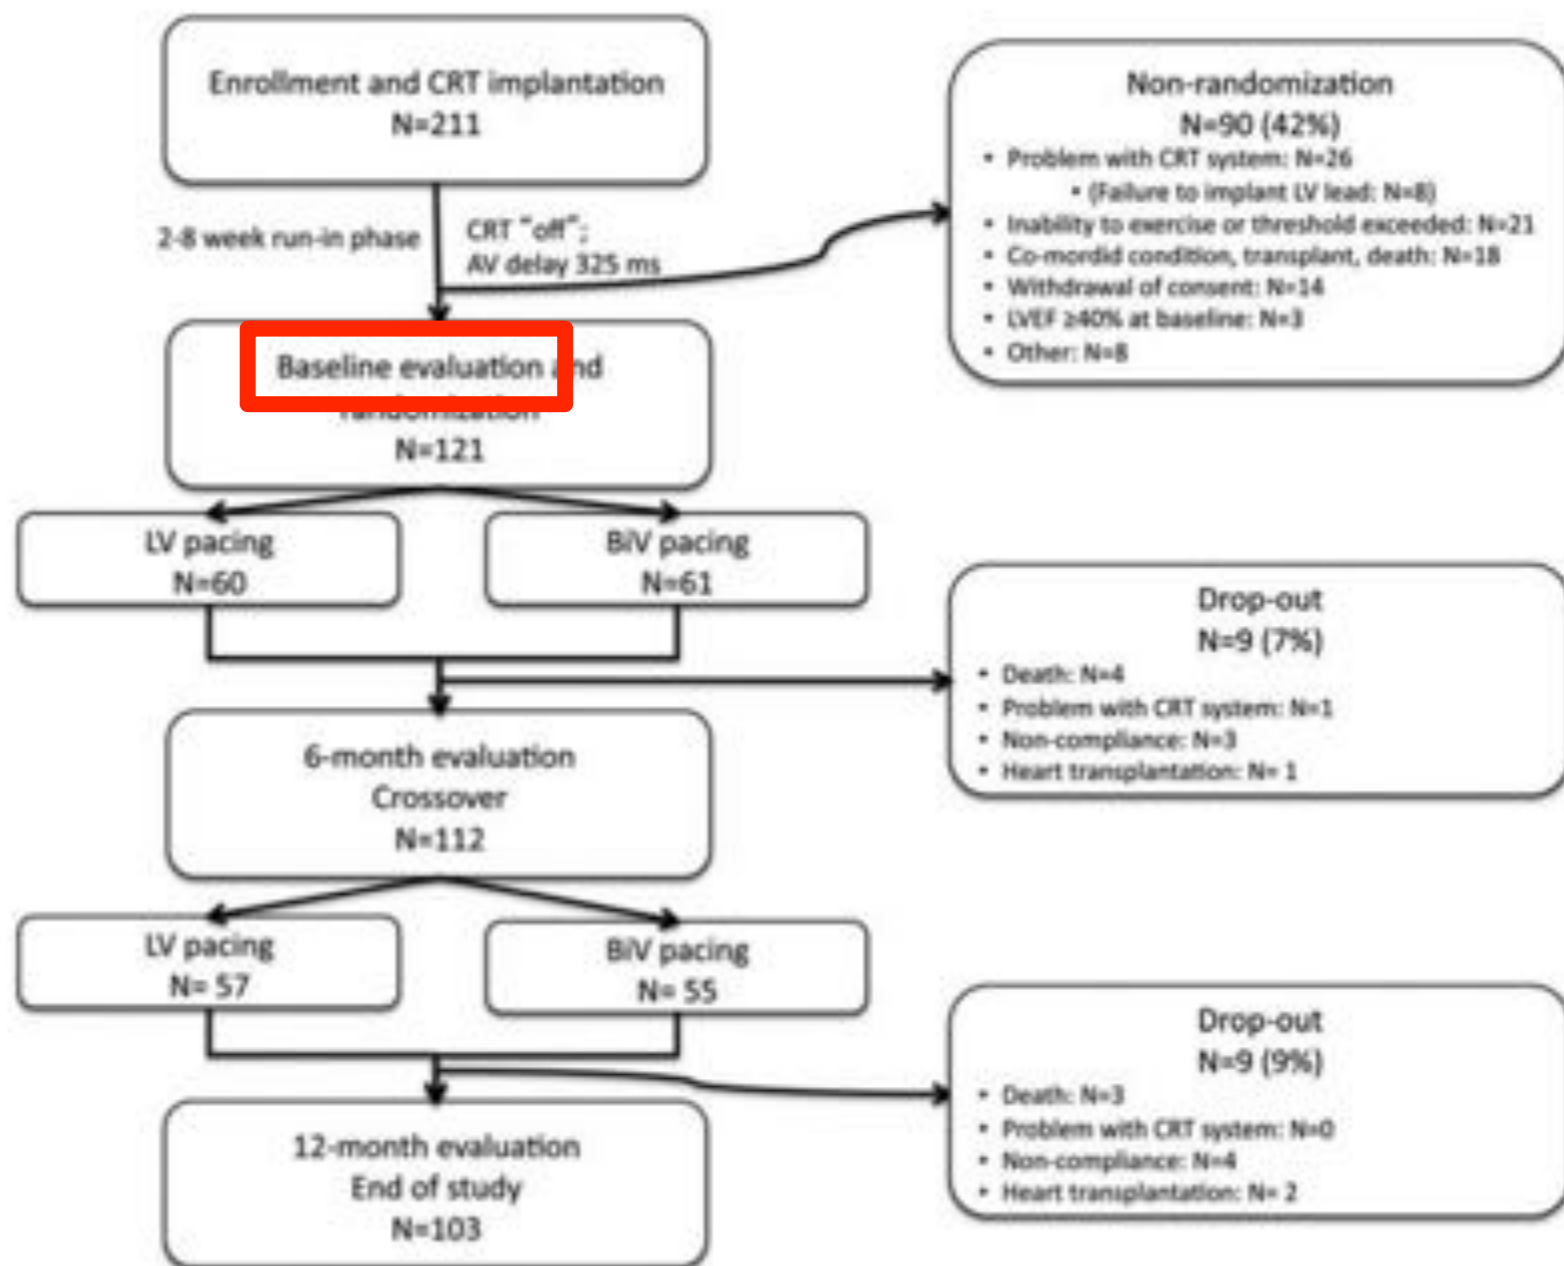 Enrollment and CRT implantation
N=211
2-8 week run-in phase
CRT "off";
AV delay 325 ms
Non-randomization
N=90 (42%)
• Problem with CRT system: N=26
• (Failure to implant LV lead: N=8)
• Inability to exercise or threshold exceeded: N=21
• Co-mordid condition, transplant, death: N=18
• Withdrawal of consent: N=14
• LVEF ≥40% at baseline: N=3
• Other: N=8
Baseline evaluation and
randomization
N=121
LV pacing
N=60
BiV pacing
N=61
Drop-out
N=9 (7%)
• Death: N=4
• Problem with CRT system: N=1
• Non-compliance: N=3
• Heart transplantation: N= 1
6-month evaluation
Crossover
N=112
LV pacing
N= 57
BiV pacing
N= 55
Drop-out
N=9 (9%)
• Death: N=3
• Problem with CRT system: N=0
• Non-compliance: N=4
• Heart transplantation: N= 2
12-month evaluation
End of study
N=103